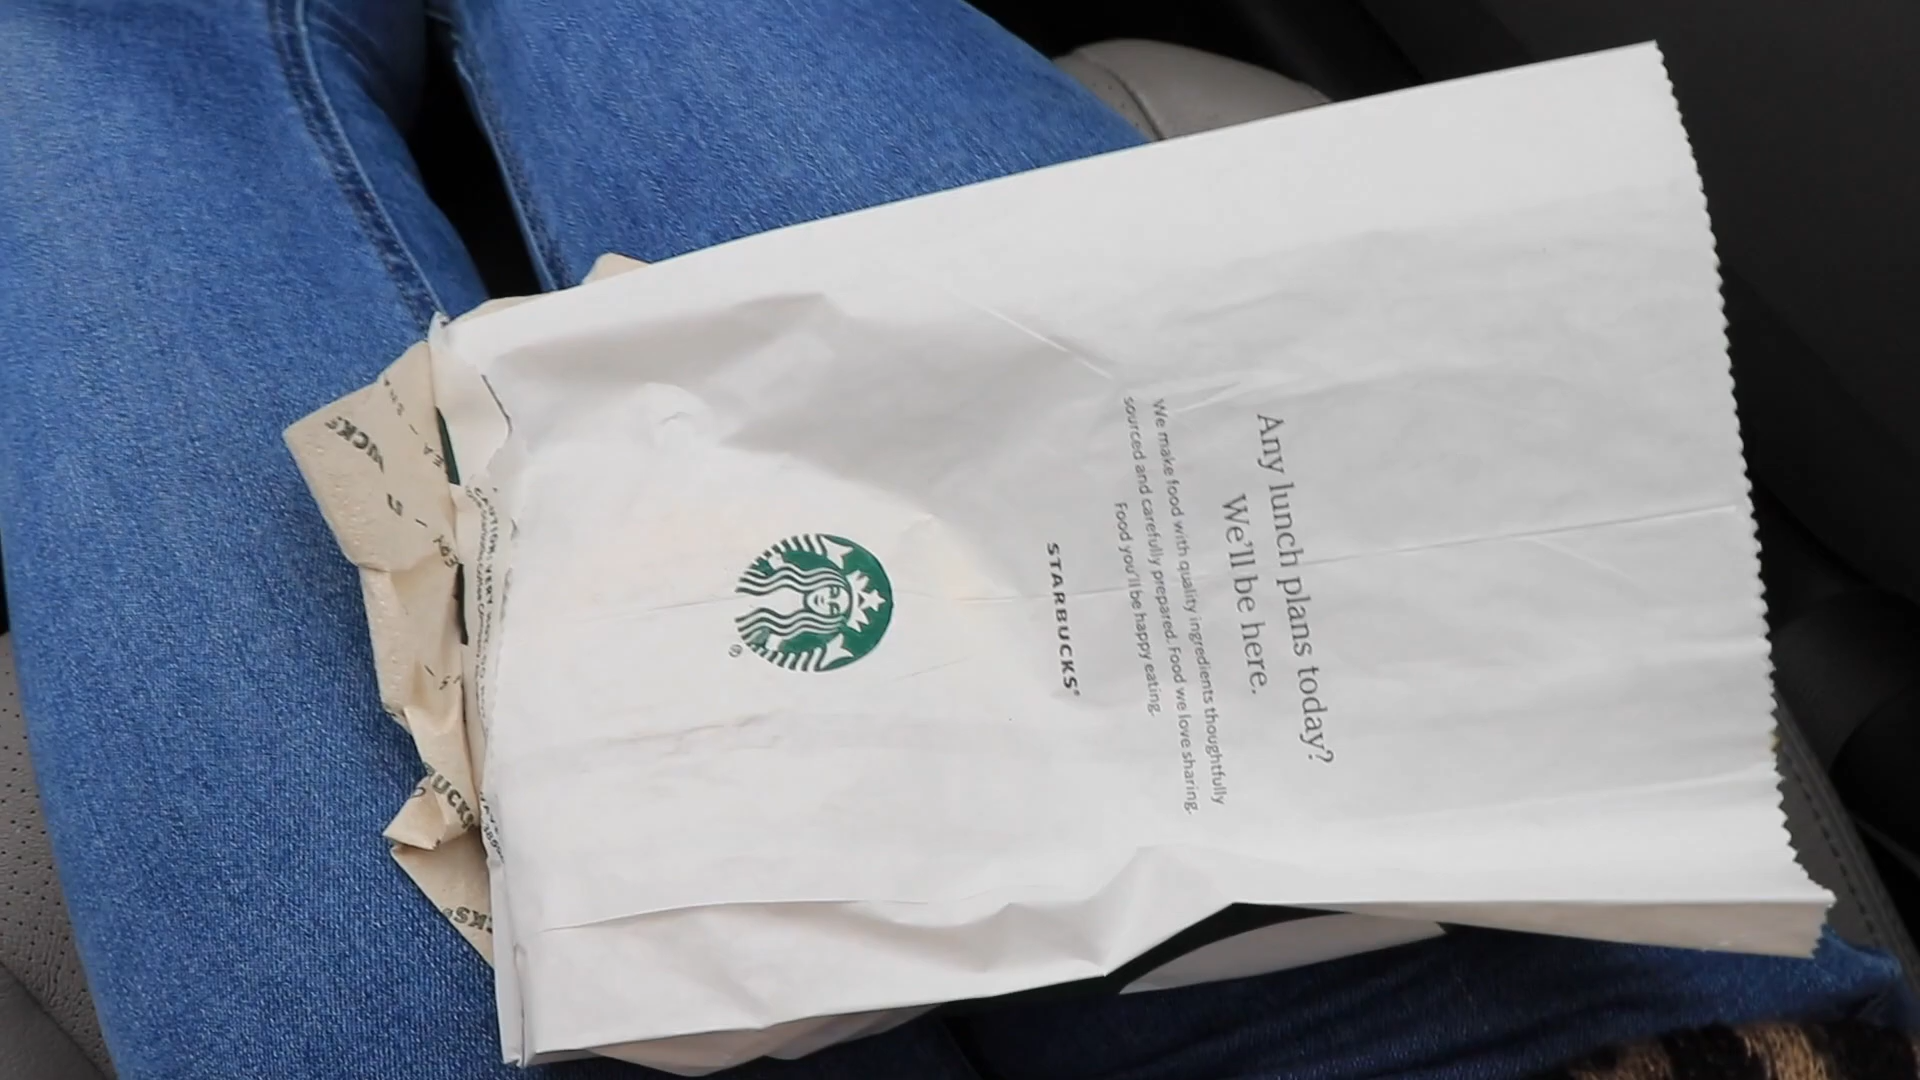 Any lunch plans today?
We'll be here.
We make food with quality ingredients thoughtfully
sourced and carefully prepared. Food we love sharing.
Food you'll be happy eating.
STARBUCKS®
®